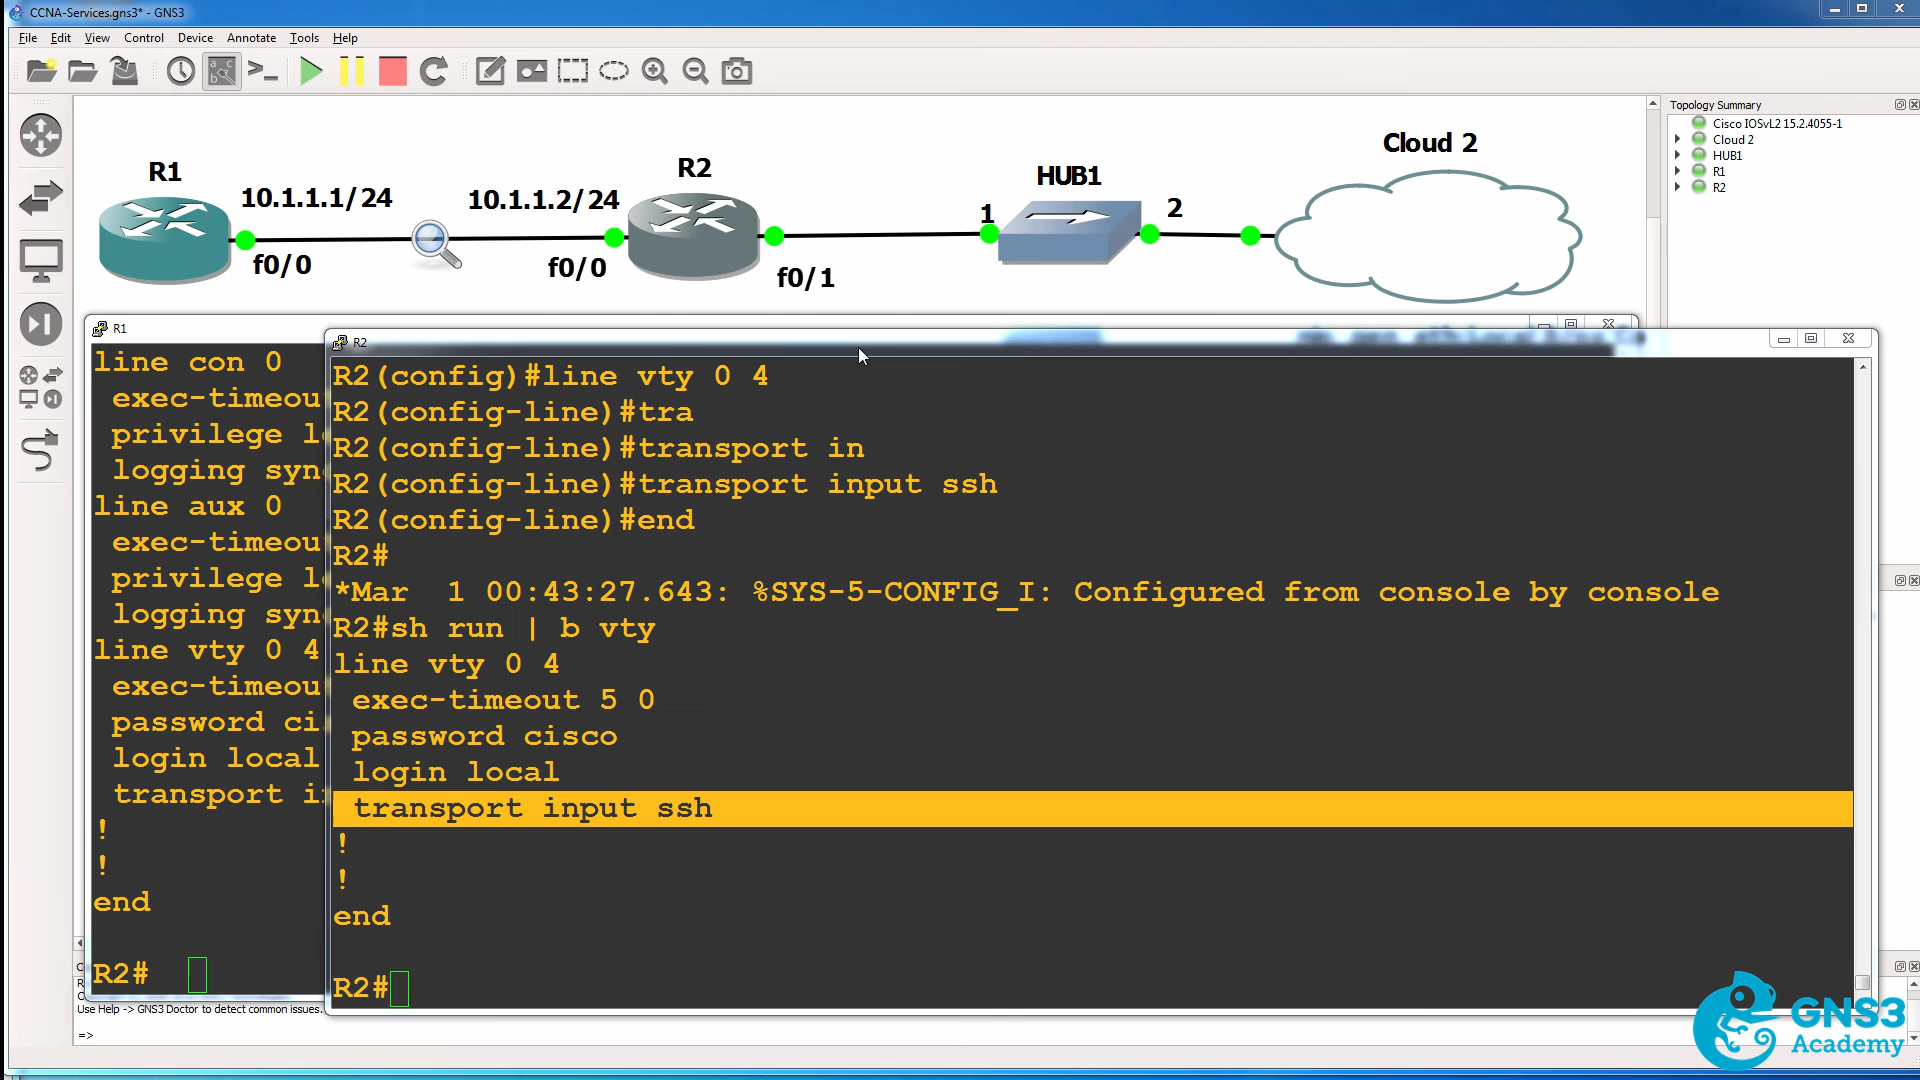 CCNA-Services.gns3* - GNS3
File Edit View Control Device Annotate Tools Help
Topology Summary
Cisco IOSvL2 15.2.4055-1
Cloud 2
HUB1
R1
R2
R1
10.1.1.1/24
f0/0
10.1.1.2/24
f0/0
R2
f0/1
HUB1
1
2
Cloud 2
R1
line con 0
exec-timeou
privilege l
logging syn
line aux 0
exec-timeou
privilege l
logging syn
line vty 0 4
exec-timeou
password ci
login local
transport i
!
!
end
R2#
R2
R2(config)#line vty 0 4
R2(config-line)#tra
R2(config-line)#transport in
R2(config-line)#transport input ssh
R2(config-line)#end
R2#
*Mar  1 00:43:27.643: %SYS-5-CONFIG_I: Configured from console by console
R2#sh run | b vty
line vty 0 4
exec-timeout 5 0
password cisco
login local
transport input ssh
!
!
end
R2#
Use Help -> GNS3 Doctor to detect common issues.
=>
GNS3
Academy